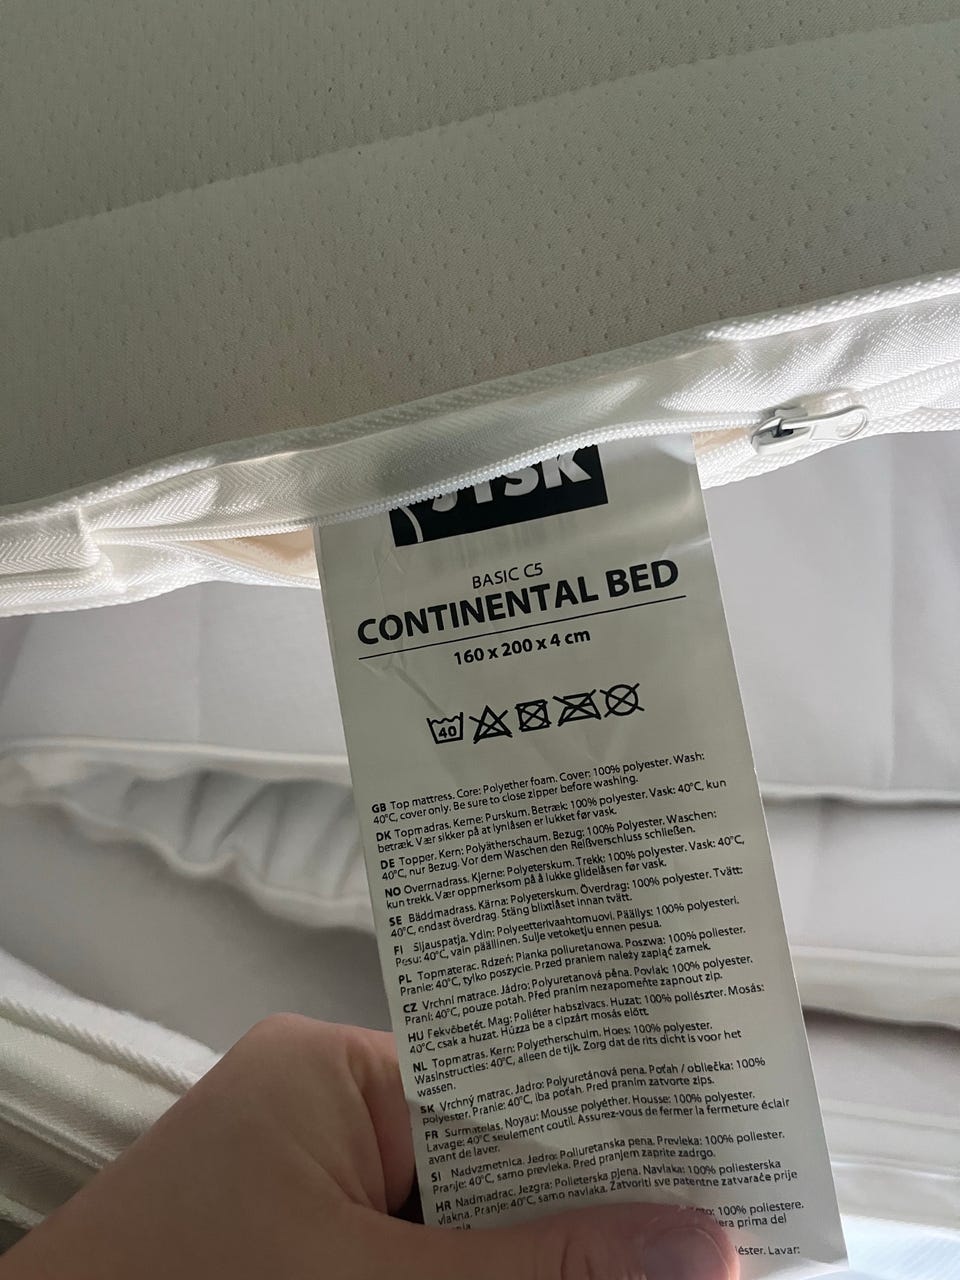 JYSK
BASIC C5
CONTINENTAL BED
160 x 200 x 4 cm
40
GB Top mattress. Core: Polyether foam. Cover: 100% polyester. Wash:
40°C, cover only. Be sure to close zipper before washing.
DK Topmadras. Kerne: Purskum. Betræk: 100% polyester. Vask: 40°C, kun
betræk. Vær sikker på at lynlåsen er lukket før vask.
DE Topper. Kern: Polyätherschaum. Bezug: 100% Polyester. Waschen:
40°C, nur Bezug. Vor dem Waschen den Reißverschluss schließen.
NO Overmadrass. Kjerne: Polyeterskum. Trekk: 100% polyester. Vask: 40°C,
kun trekk. Vær oppmerksom på å lukke glidelåsen før vask.
SE Bäddmadrass. Kärna: Polyeterskum. Överdrag: 100% polyester. Tvätt:
40°C, endast överdrag. Stäng blixtlåset innan tvätt.
FI Sijauspatja. Ydin: Polyeetterivaahtomuovi. Päällys: 100% polyesteri.
Pesu: 40°C, vain päällinen. Sulje vetoketju ennen pesua.
PL Topmaterac. Rdzeń: Pianka poliuretanowa. Poszwa: 100% poliester.
Pranie: 40°C, tylko poszycie. Przed praniem należy zapiąć zamek.
CZ Vrchní matrace. Jádro: Polyuretanová pěna. Povlak: 100% polyester.
Praní: 40°C, pouze potah. Před praním nezapomeňte zapnout zip.
HU Fekvőbetét. Mag: Poliéter habszivacs. Huzat: 100% poliészter. Mosás:
40°C, csak a huzat. Húzza be a cipzárt mosás előtt.
NL Topmatras. Kern: Polyetherschuim. Hoes: 100% polyester.
Wasinstructies: 40°C, alleen de tijk. Zorg dat de rits dicht is voor het
wassen.
SK Vrchný matrac. Jadro: Polyuretánová pena. Poťah / obliečka: 100%
polyester. Pranie: 40°C, iba poťah. Pred praním zatvorte zips.
FR Surmatelas. Noyau: Mousse polyéther. Housse: 100% polyester.
Lavage: 40°C seulement coutil. Assurez-vous de fermer la fermeture éclair
avant de laver.
SI Nadvzmetnica. Jedro: Poliuretanska pena. Prevleka: 100% poliester.
Pranje: 40°C, samo prevleka. Pred pranjem zaprite zadrgo.
HR Nadmadrac. Jezgra: Polieterska pjena. Navlaka: 100% poliesterska
vlakna. Pranje: 40°C, samo navlaka. Zatvoriti sve patentne zatvarače prije
100% poliestere.
prima del
Lavar: